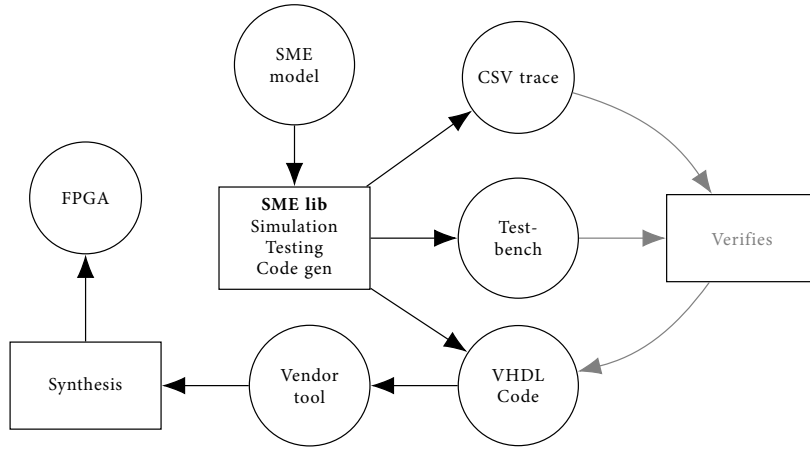 SME
model
CSV trace
FPGA
SME lib
Simulation
Testing
Code gen
Test-
bench
Verifies
Synthesis
Vendor
tool
VHDL
Code